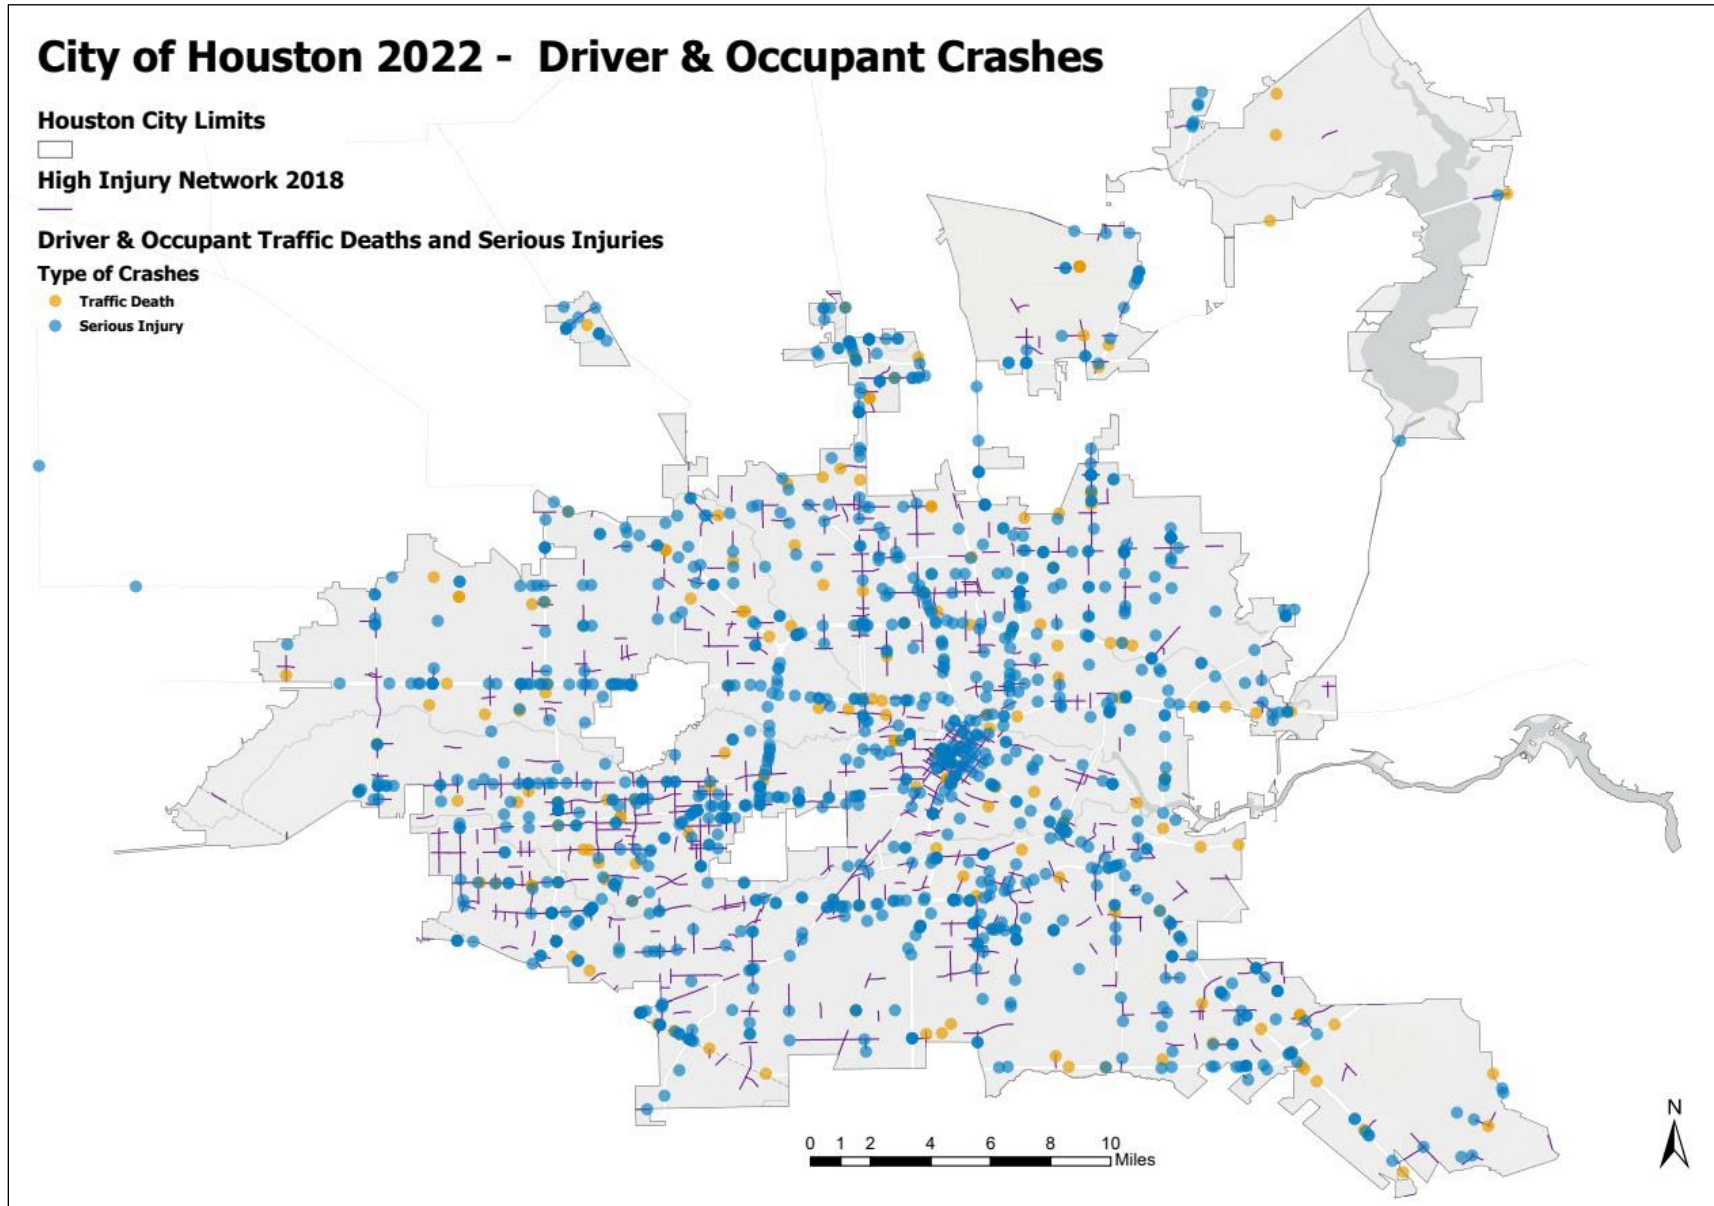 City of Houston 2022 - Driver & Occupant Crashes
Houston City Limits
High Injury Network 2018
Driver & Occupant Traffic Deaths and Serious Injuries
Type of Crashes
Traffic Death
Serious Injury
N
0 1 2 4 6 8 10
Miles